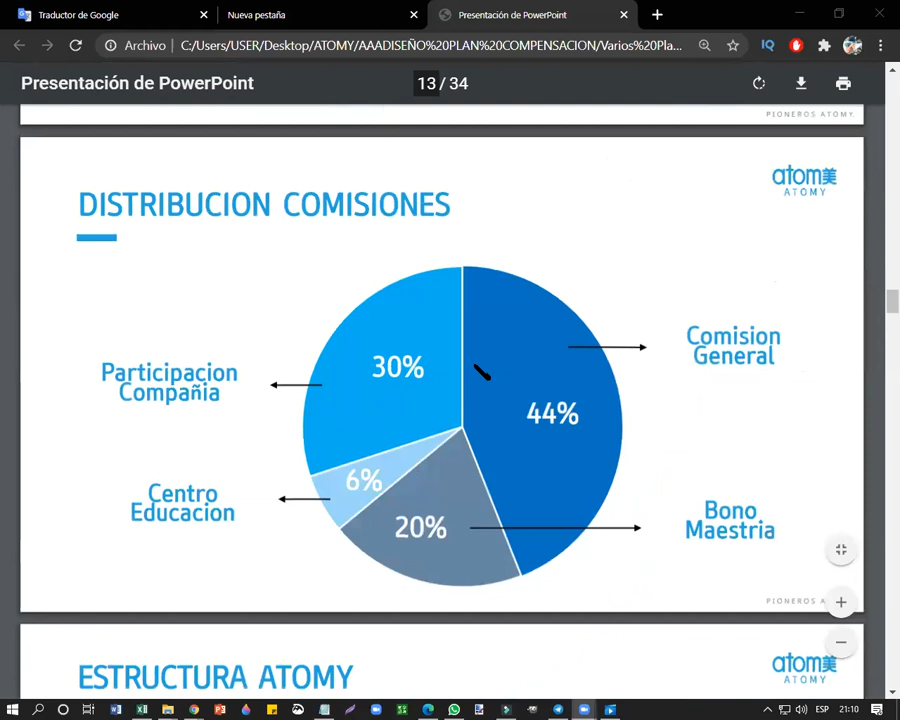 Traductor de Google
Nueva pestaña
Presentación de PowerPoint
Archivo
C:/Users/USER/Desktop/ATOMY/AAADISEÑO%20PLAN%20COMPENSACION/Varios%20Pla...
IQ
Presentación de PowerPoint
13 / 34
PIONEROS ATOMY.
DISTRIBUCION COMISIONES
atom美
ATOMY
30%
44%
6%
20%
Comision
General
Participacion
Compañia
Centro
Educacion
Bono
Maestria
PIONEROS A
ESTRUCTURA ATOMY
atom美
ATOMY
ESP
21:10